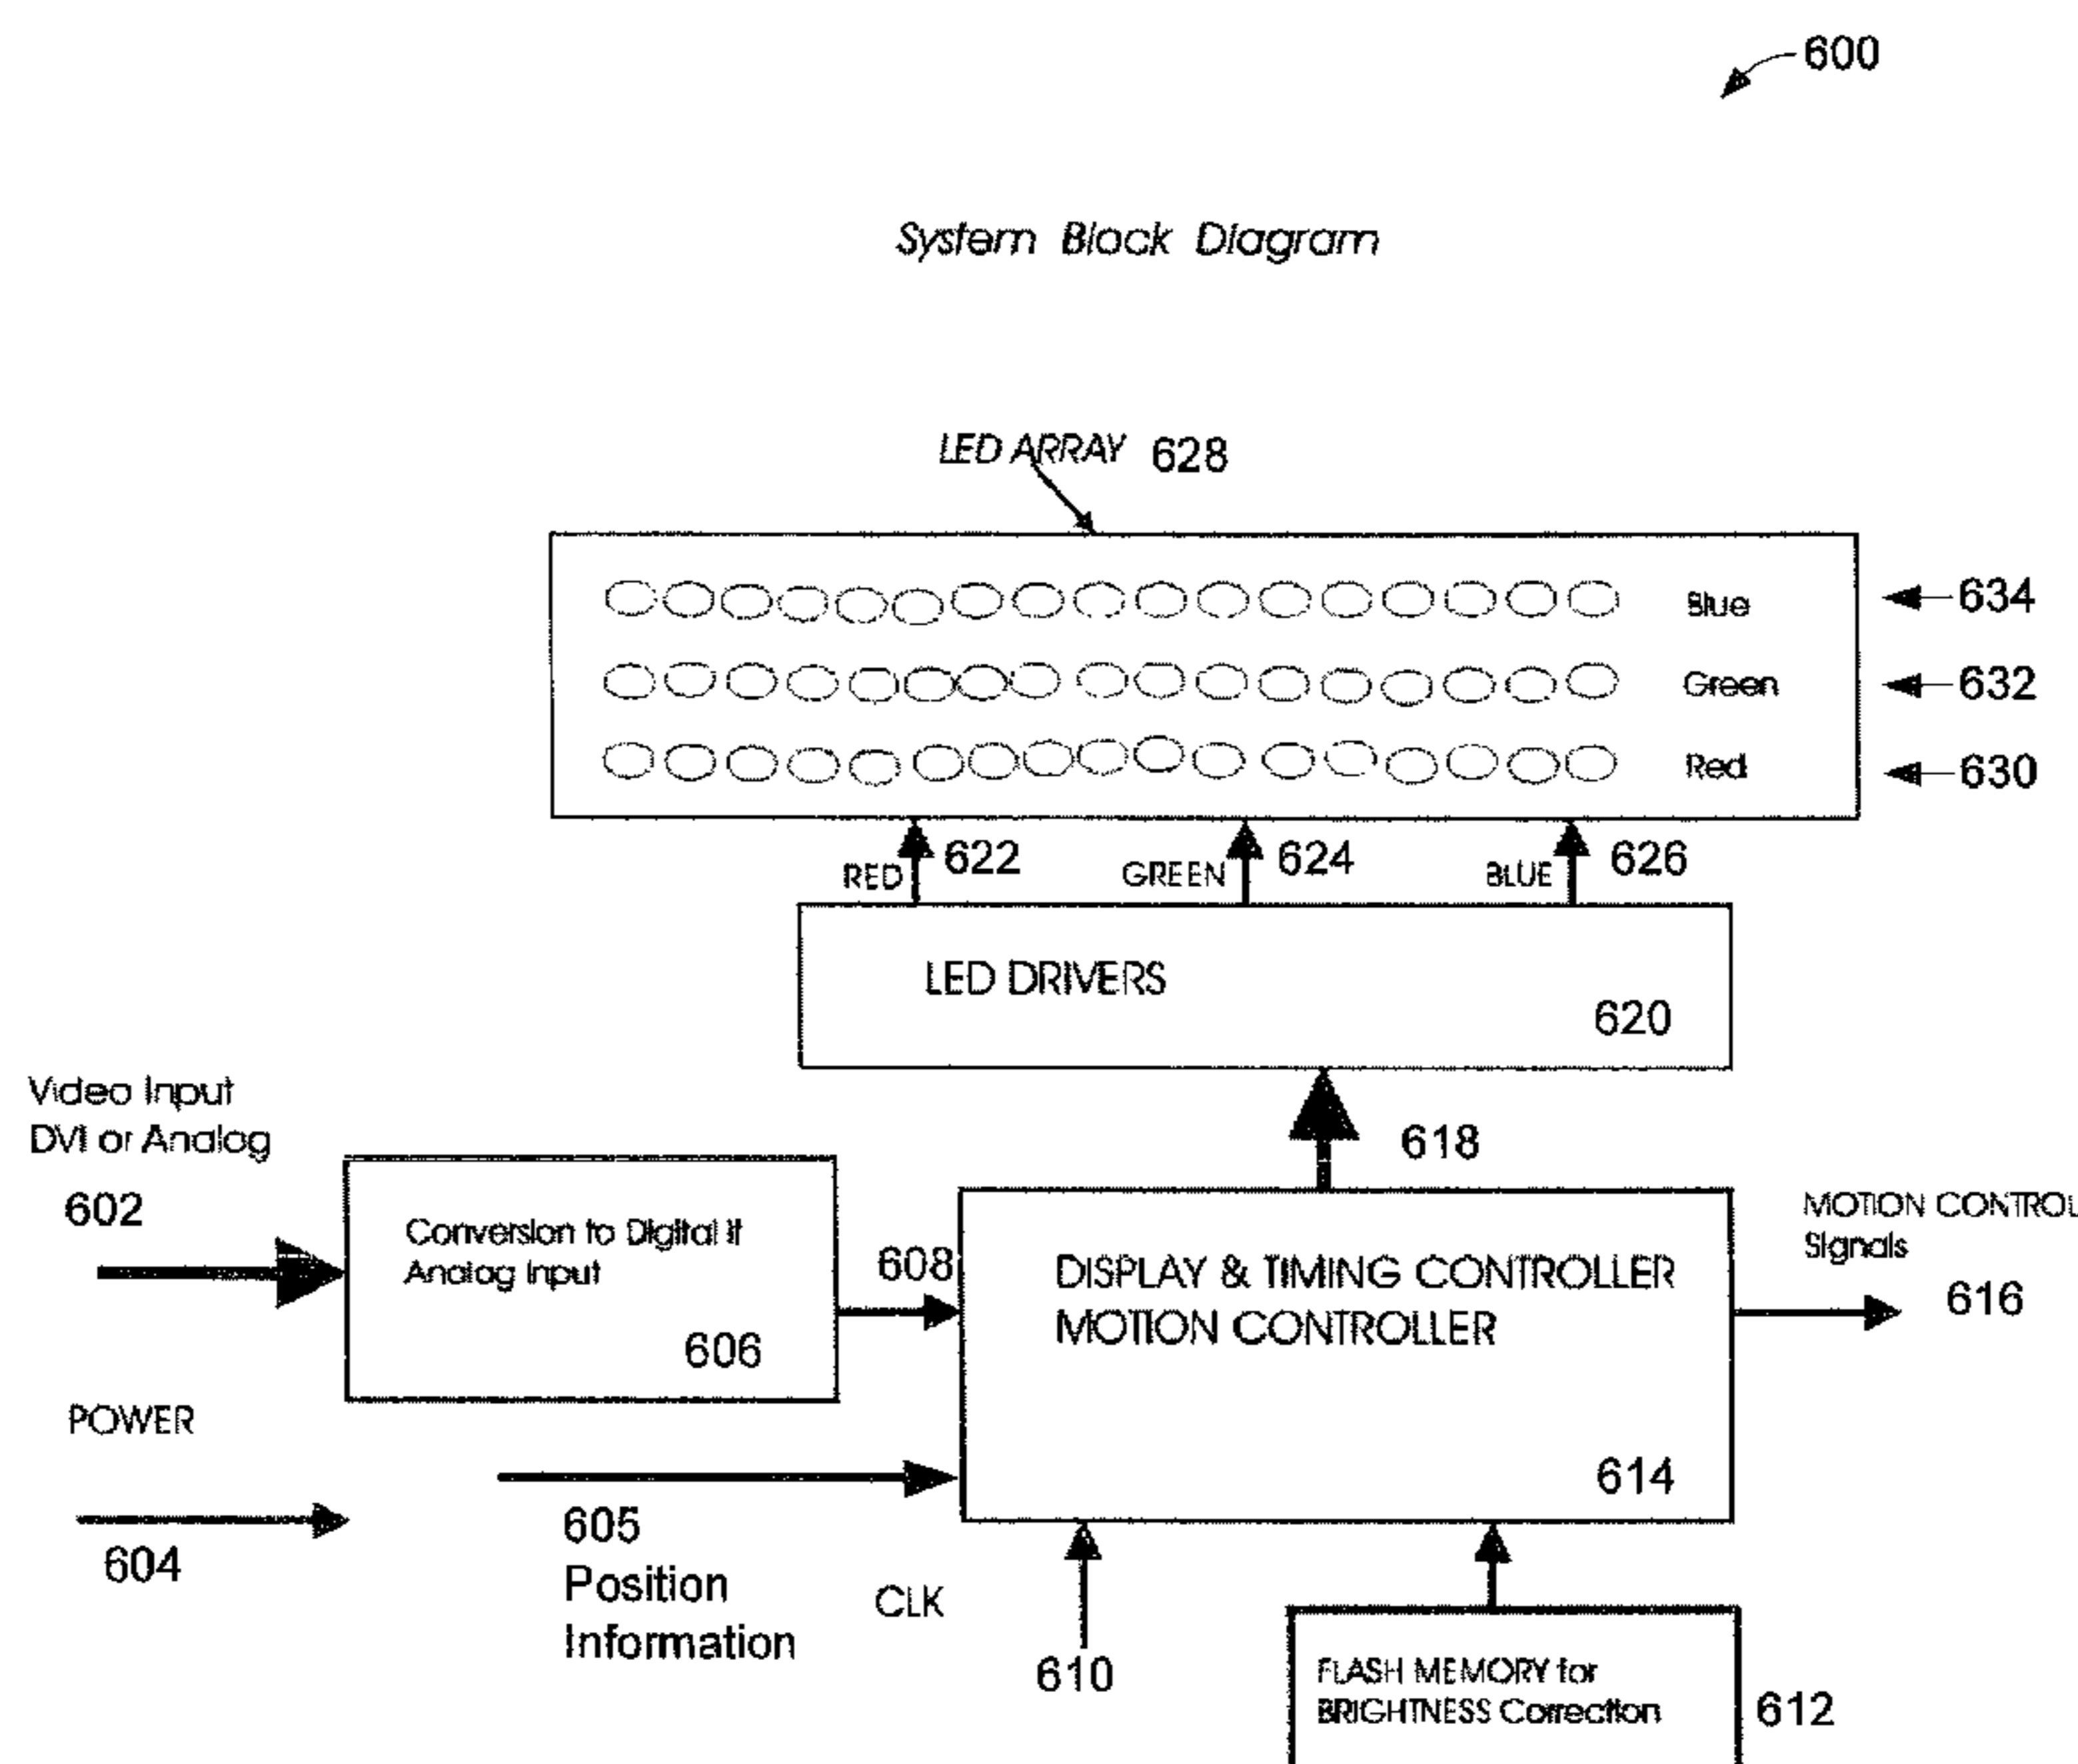 600
System Block Diagram
LED ARRAY 628
Blue 634
Green 632
Red 630
RED 622
GREEN 624
BLUE 626
LED DRIVERS
620
Video Input
DVI or Analog
602
618
Conversion to Digital if
Analog Input
606
608
DISPLAY & TIMING CONTROLLER
MOTION CONTROLLER
614
MOTION CONTROL
Signals
616
POWER
604
605
Position
Information
CLK
610
FLASH MEMORY for
BRIGHTNESS Correction
612